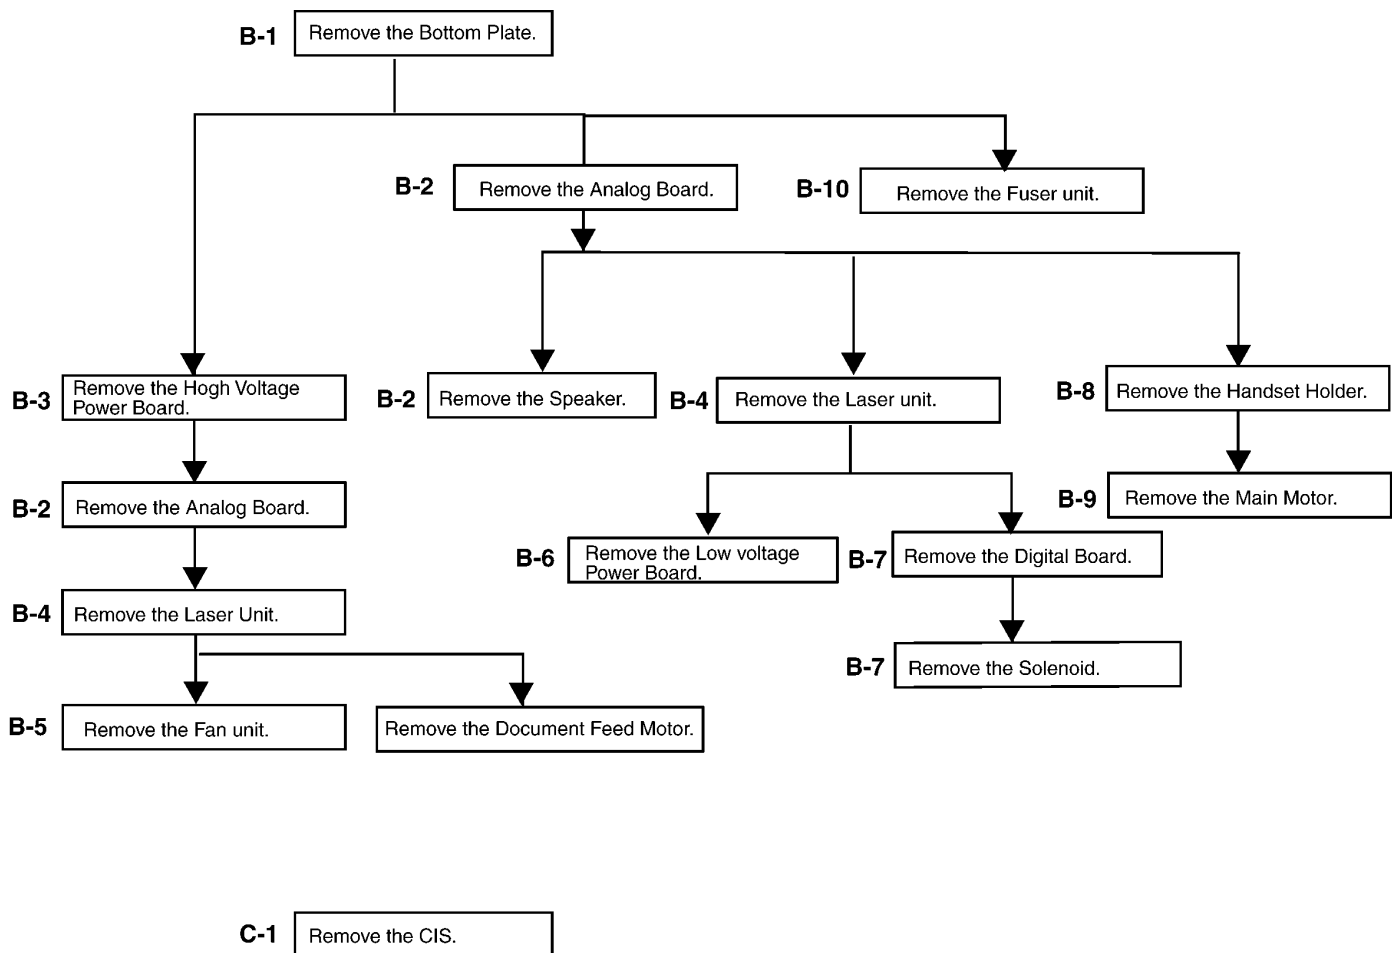 B-1 Remove the Bottom Plate.
B-2 Remove the Analog Board.
B-10 Remove the Fuser unit.
B-3 Remove the Hogh Voltage
Power Board.
B-2 Remove the Speaker.
B-4 Remove the Laser unit.
B-8 Remove the Handset Holder.
B-2 Remove the Analog Board.
B-9 Remove the Main Motor.
B-6 Remove the Low voltage
Power Board.
B-7 Remove the Digital Board.
B-4 Remove the Laser Unit.
B-7 Remove the Solenoid.
B-5 Remove the Fan unit.
Remove the Document Feed Motor.
C-1 Remove the CIS.